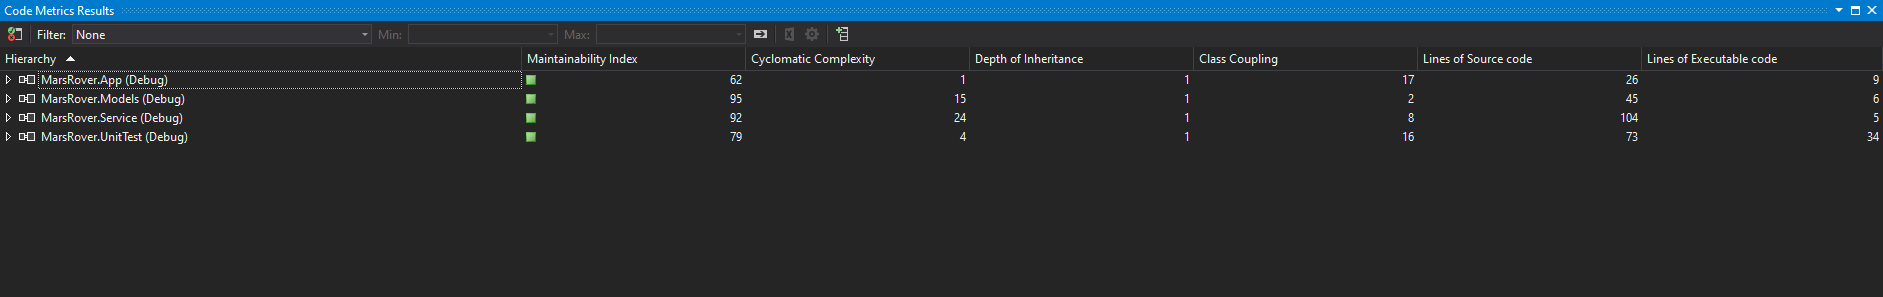 Code Metrics Results
Filter: None Min: Max:
Hierarchy Maintainability Index Cyclomatic Complexity Depth of Inheritance Class Coupling Lines of Source code Lines of Executable code
MarsRover.App (Debug) 62 1 1 17 26 9
MarsRover.Models (Debug) 95 15 1 2 45 6
MarsRover.Service (Debug) 92 24 1 8 104 5
MarsRover.UnitTest (Debug) 79 4 1 16 73 34